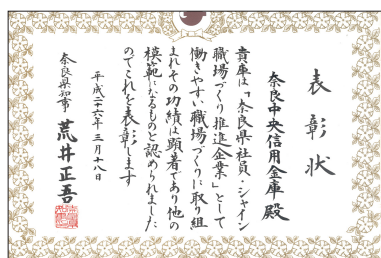 表彰状
奈良中央信用金庫 殿
貴庫は「奈良県社員・シャイン
職場づくり推進企業」として
働きやすい職場づくりに取り組
まれその功績は顕著であり他の
模範になるものと認められました
のでこれを表彰します
平成二十六年三月十八日
奈良県知事 荒井正吾